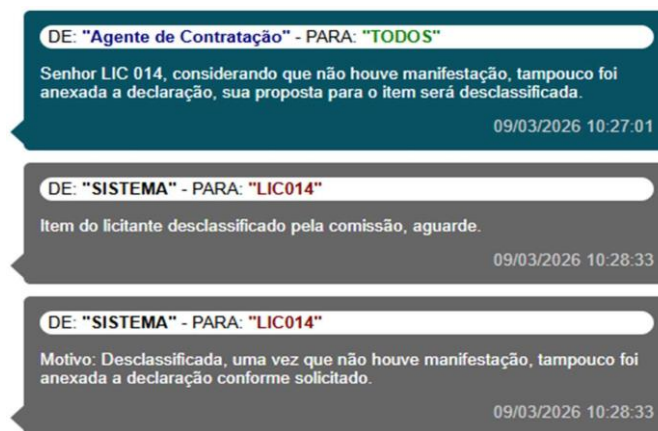 DE: "Agente de Contratação" - PARA: "TODOS"
Senhor LIC 014, considerando que não houve manifestação, tampouco foi
anexada a declaração, sua proposta para o item será desclassificada.
09/03/2026 10:27:01
DE: "SISTEMA" - PARA: "LIC014"
Item do licitante desclassificado pela comissão, aguarde.
09/03/2026 10:28:33
DE: "SISTEMA" - PARA: "LIC014"
Motivo: Desclassificada, uma vez que não houve manifestação, tampouco foi
anexada a declaração conforme solicitado.
09/03/2026 10:28:33